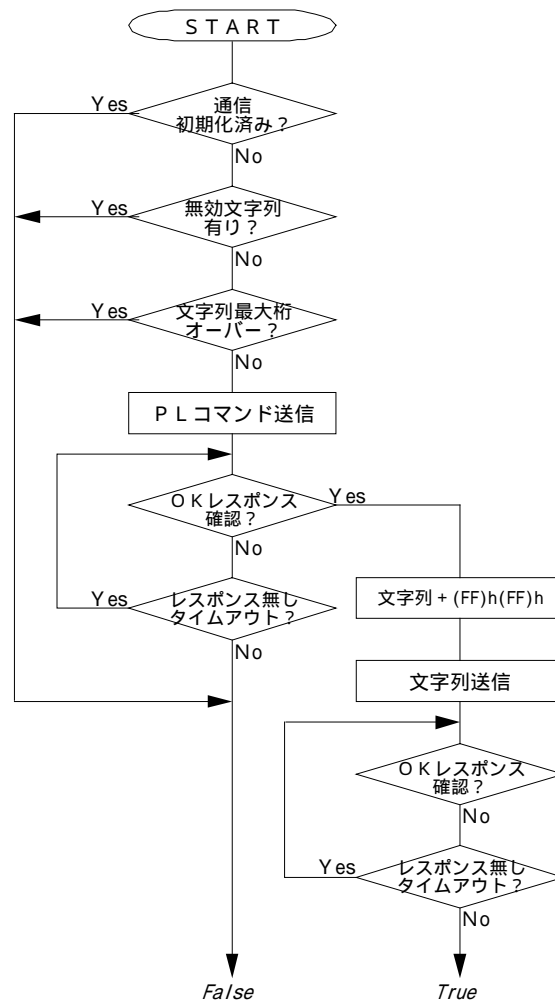 START
Yes
通信
初期化済み？
No
Yes
無効文字列
有り？
No
Yes
文字列最大桁
オーバー？
No
ＰＬコマンド送信
ＯＫレスポンス
確認？
Yes
No
Yes
レスポンス無し
タイムアウト？
No
文字列＋(FF)h(FF)h
文字列送信
ＯＫレスポンス
確認？
No
Yes
レスポンス無し
タイムアウト？
No
False
True